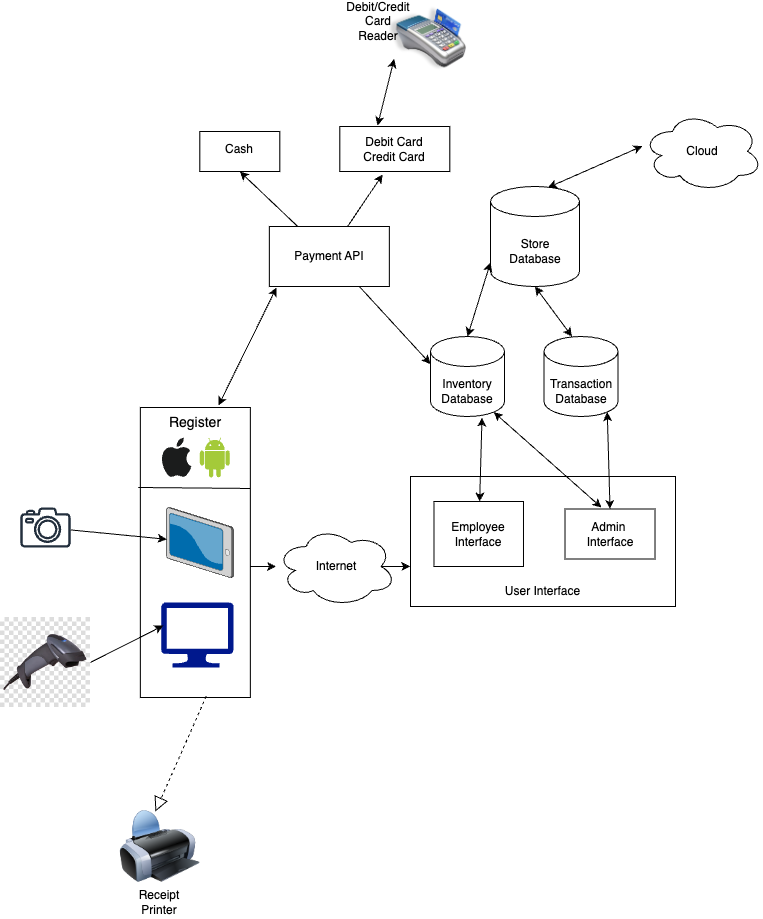 Debit/Credit
Card
Reader
Cash
Debit Card
Credit Card
Cloud
Store
Database
Payment API
Inventory
Database
Transaction
Database
Register
Employee
Interface
Admin
Interface
Internet
User Interface
Receipt
Printer